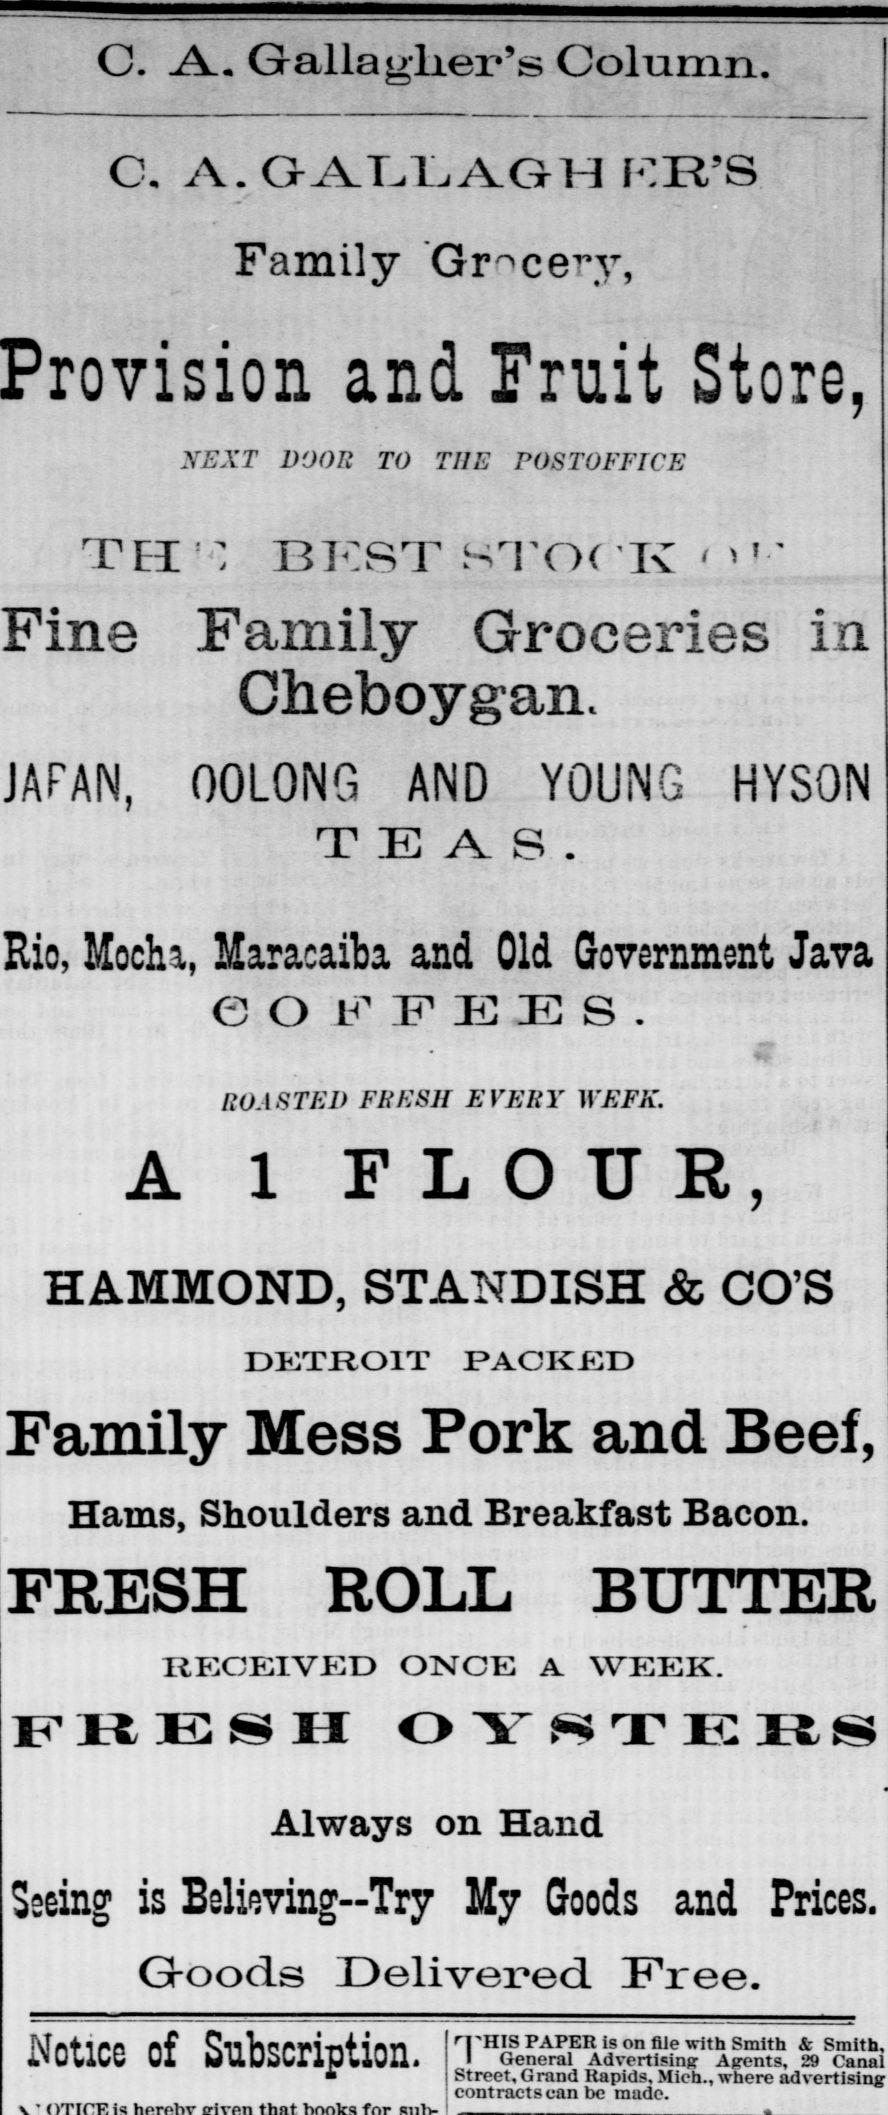 C. A. Gallagher's Column.
C. A. GALLAGHER'S
Family Grocery,
Provision and Fruit Store,
NEXT DOOR TO THE POSTOFFICE
THE BEST STOCK OF
Fine Family Groceries in
Cheboygan.
JAPAN, OOLONG AND YOUNG HYSON
TEAS.
Rio, Mocha, Maracaiba and Old Government Java
COFFEES.
ROASTED FRESH EVERY WEEK.
A 1 FLOUR,
HAMMOND, STANDISH & CO'S
DETROIT PACKED
Family Mess Pork and Beef,
Hams, Shoulders and Breakfast Bacon.
FRESH ROLL BUTTER
RECEIVED ONCE A WEEK.
FRESH OYSTERS
Always on Hand
Seeing is Believing--Try My Goods and Prices.
Goods Delivered Free.
Notice of Subscription.
NOTICE is hereby given that books for sub-
THIS PAPER is on file with Smith & Smith,
General Advertising Agents, 29 Canal
Street, Grand Rapids, Mich., where advertising
contracts can be made.